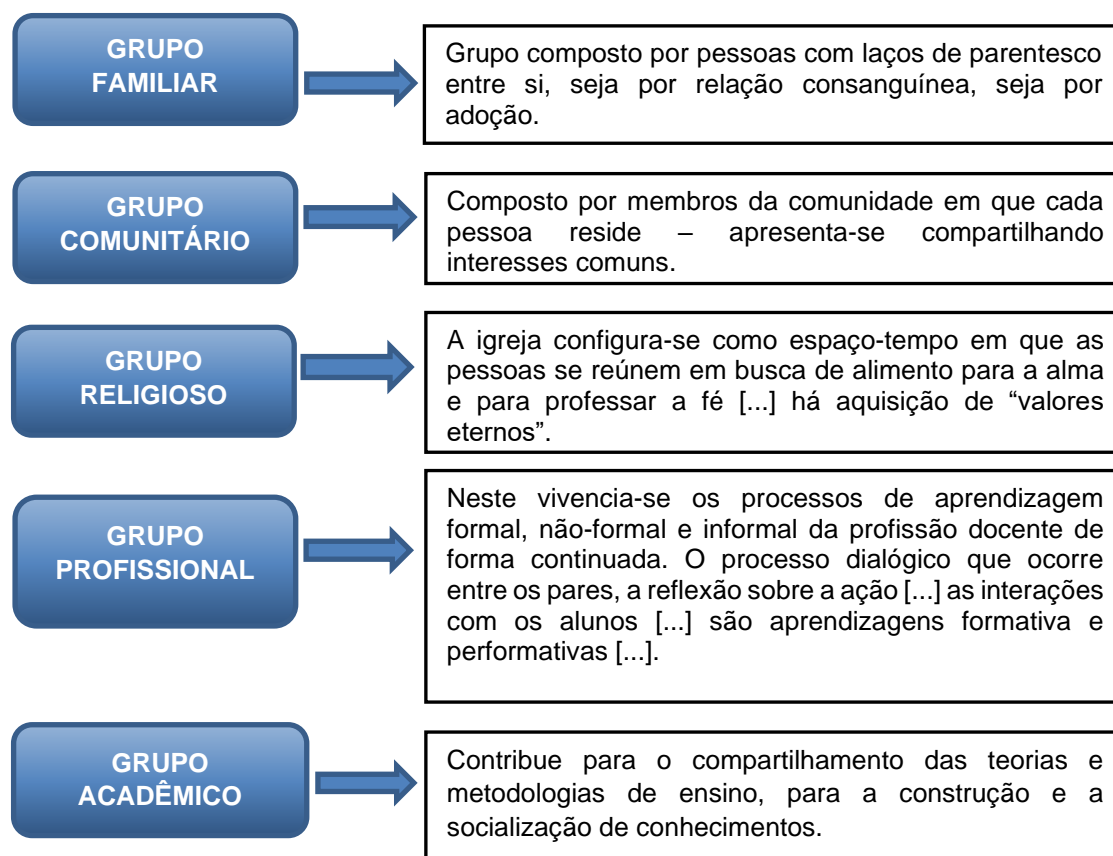 GRUPO
FAMILIAR
Grupo composto por pessoas com laços de parentesco
entre si, seja por relação consanguínea, seja por
adoção.
GRUPO
COMUNITÁRIO
Composto por membros da comunidade em que cada
pessoa reside – apresenta-se compartilhando
interesses comuns.
GRUPO
RELIGIOSO
A igreja configura-se como espaço-tempo em que as
pessoas se reúnem em busca de alimento para a alma
e para professar a fé [...] há aquisição de “valores
eternos”.
GRUPO
PROFISSIONAL
Neste vivencia-se os processos de aprendizagem
formal, não-formal e informal da profissão docente de
forma continuada. O processo dialógico que ocorre
entre os pares, a reflexão sobre a ação [...] as interações
com os alunos [...] são aprendizagens formativa e
performativas [...].
GRUPO
ACADÊMICO
Contribue para o compartilhamento das teorias e
metodologias de ensino, para a construção e a
socialização de conhecimentos.